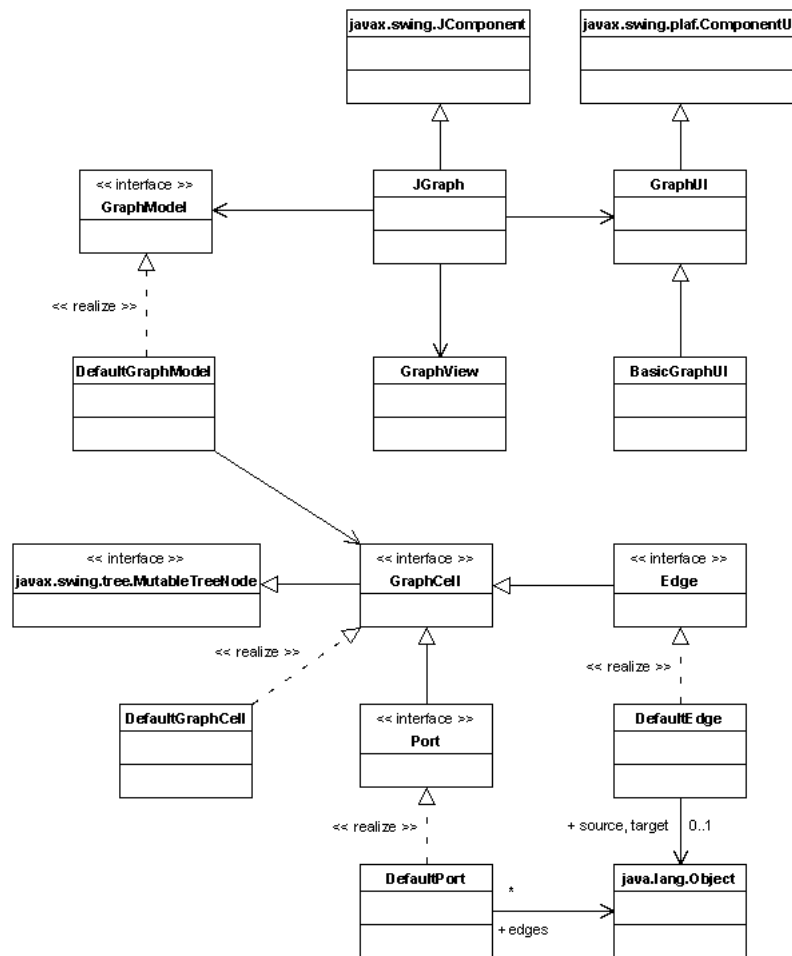 javax.swing.JComponent
javax.swing.plaf.ComponentU
<< interface >>
GraphModel
JGraph
GraphUI
<< realize >>
DefaultGraphModel
GraphView
BasicGraphUI
<< interface >>
javax.swing.tree.MutableTreeNode
<< interface >>
GraphCell
<< interface >>
Edge
<< realize >>
<< realize >>
DefaultGraphCell
<< interface >>
Port
DefaultEdge
<< realize >>
+ source, target
0..1
DefaultPort
*
+ edges
java.lang.Object